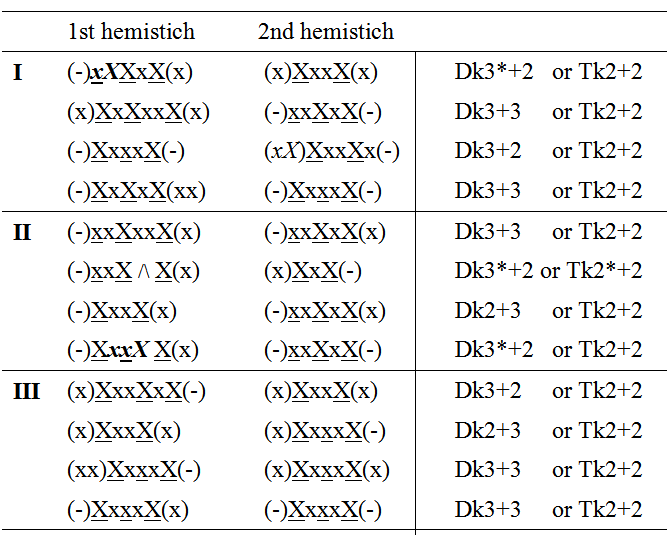 1st hemistich 2nd hemistich
I (-)xXXxX(x) (x)XxxX(x) Dk3*+2 or Tk2+2
(x)XxXxxX(x) (-)xxXxX(-) Dk3+3 or Tk2+2
(-)XxxxX(-) (xX)XxxXx(-) Dk3+2 or Tk2+2
(-)XxXxX(xx) (-)XxxxX(-) Dk3+3 or Tk2+2
II (-)xxXxxX(x) (-)xxXxX(x) Dk3+3 or Tk2+2
(-)xxX /\ X(x) (x)XxX(-) Dk3*+2 or Tk2*+2
(-)XxxX(x) (-)xxXxX(x) Dk2+3 or Tk2+2
(-)XxxX X(x) (-)xxXxX(-) Dk3*+2 or Tk2+2
III (x)XxxXxX(-) (x)XxxX(x) Dk3+2 or Tk2+2
(x)XxxX(x) (x)XxxxX(-) Dk2+3 or Tk2+2
(xx)XxxxX(-) (x)XxxxX(x) Dk3+3 or Tk2+2
(-)XxxxX(x) (-)XxxxX(-) Dk3+3 or Tk2+2